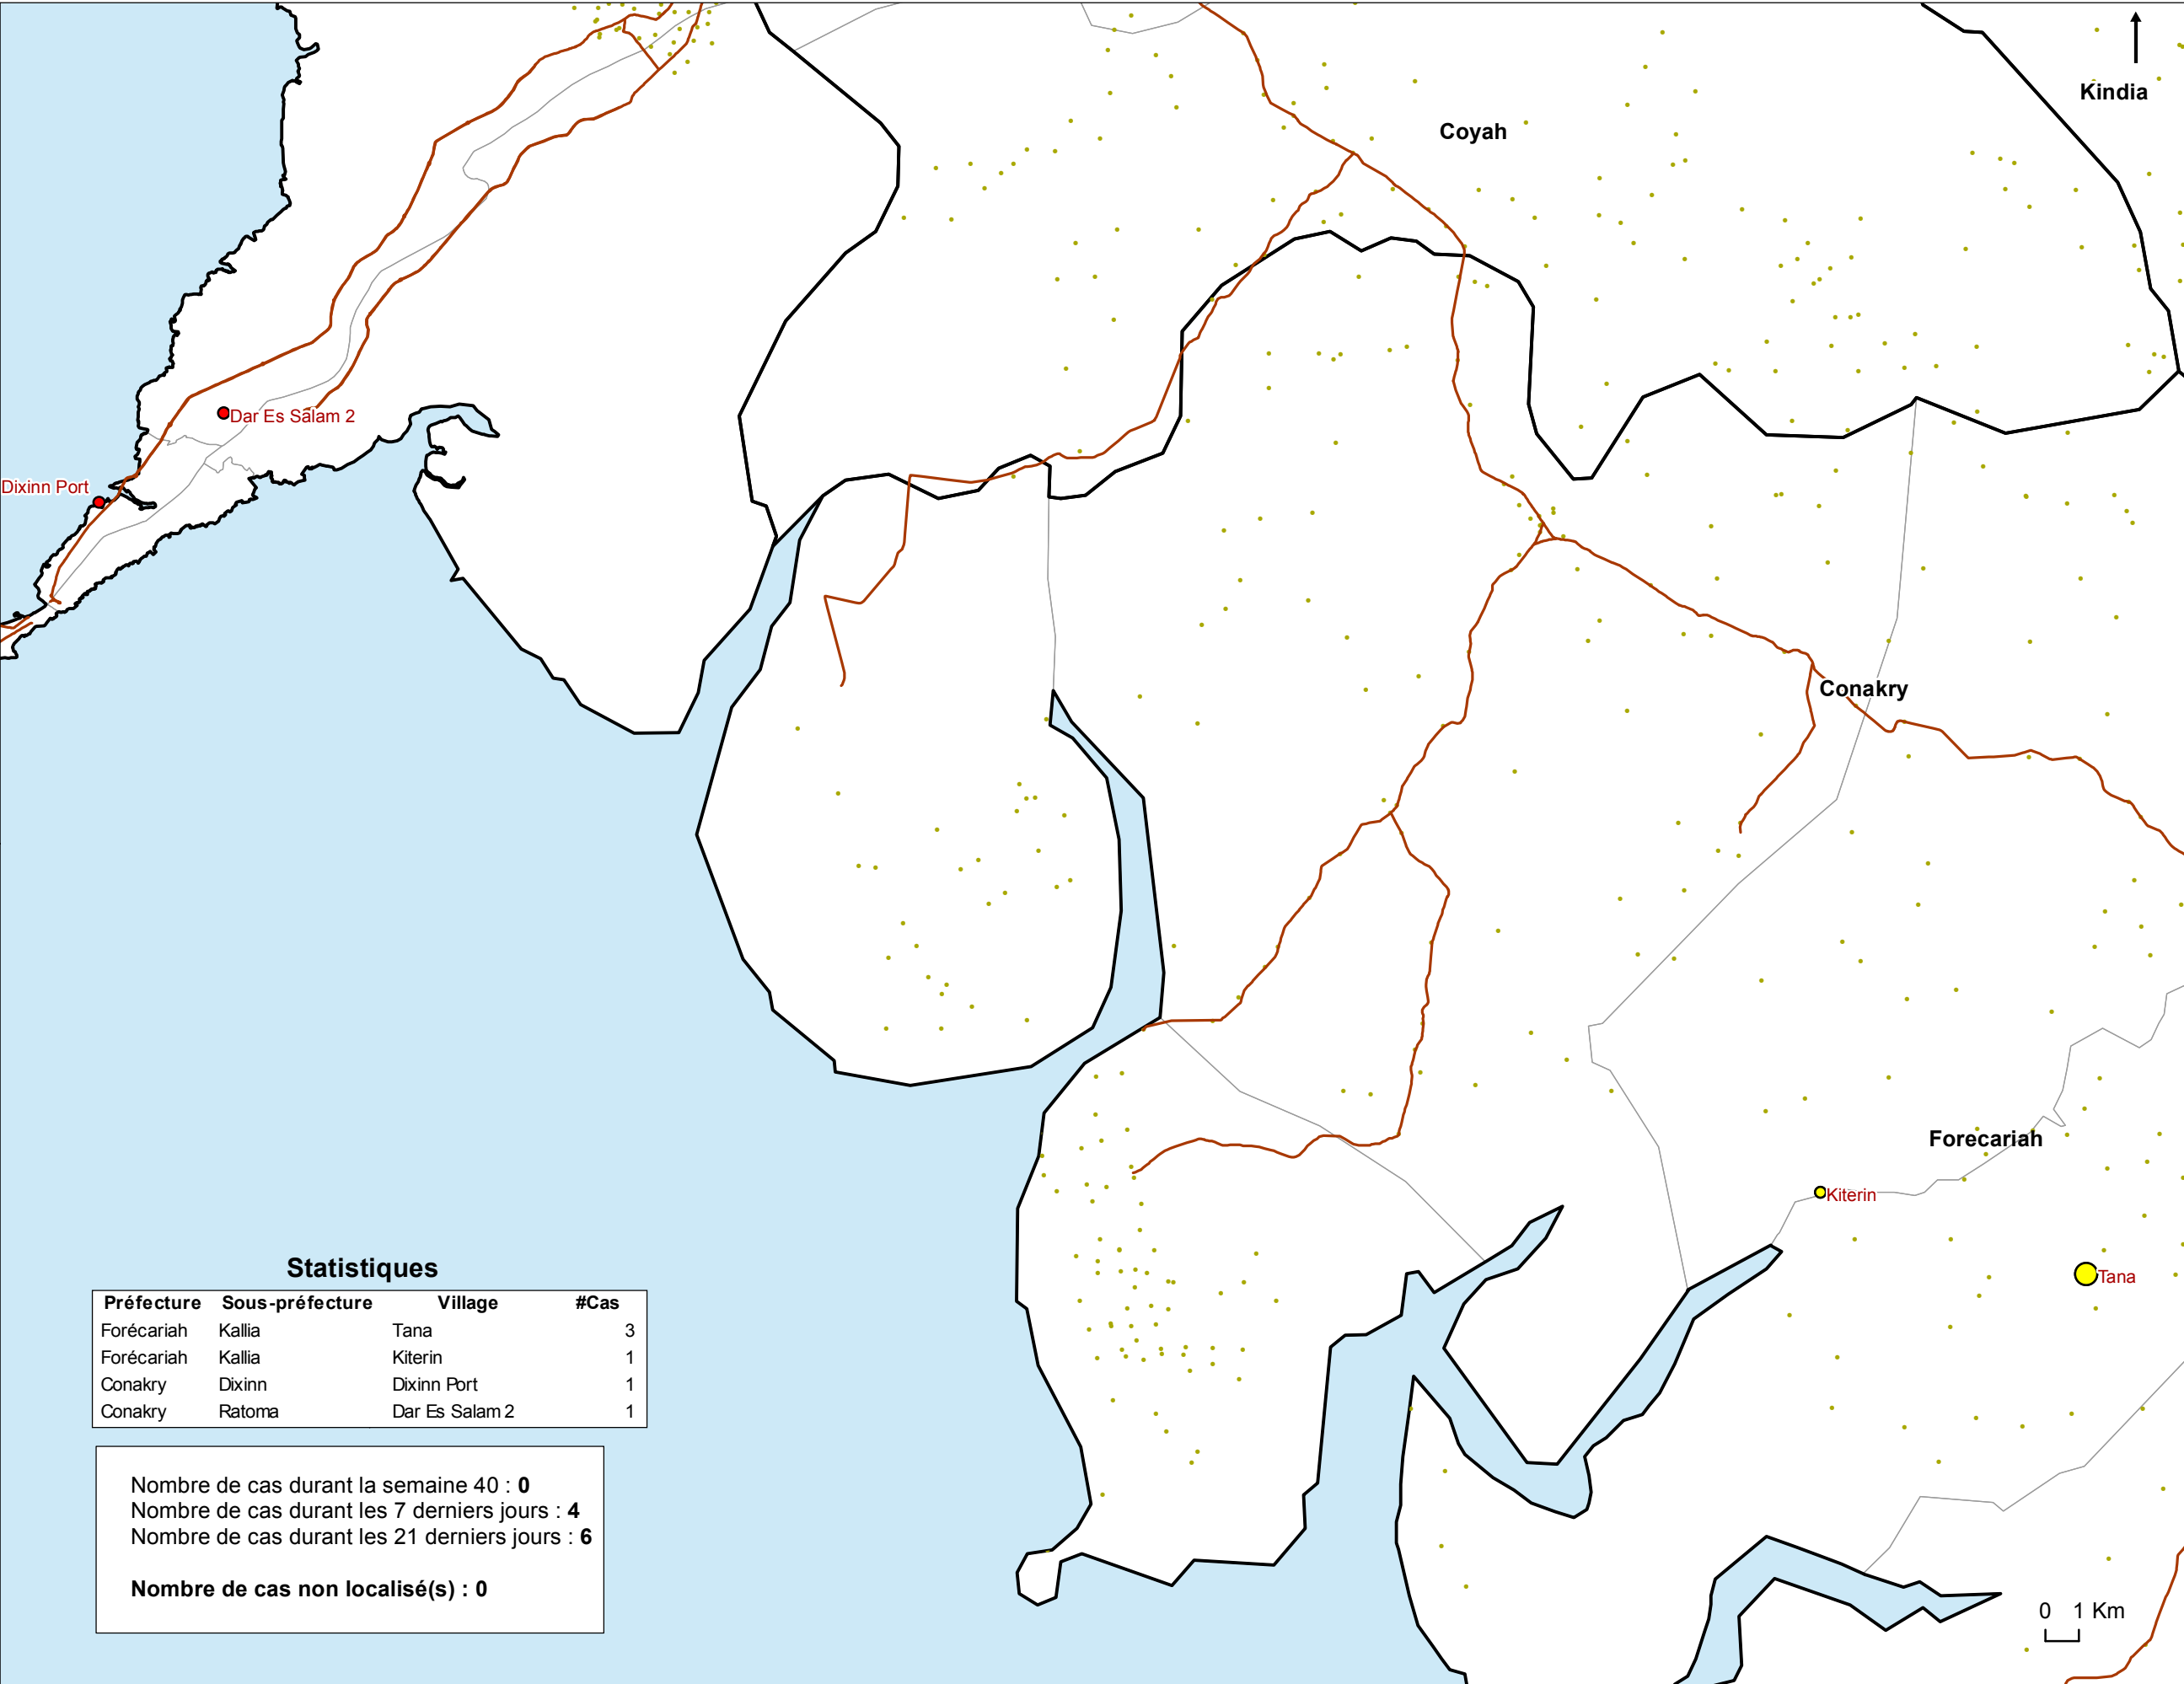 Kindia
Coyah
Dar Es Salam 2
Dixinn Port
Conakry
Forecariah
Kiterin
Tana
Statistiques
Préfecture Sous-préfecture Village #Cas
Forécariah Kallia Tana 3
Forécariah Kallia Kiterin 1
Conakry Dixinn Dixinn Port 1
Conakry Ratoma Dar Es Salam 2 1
Nombre de cas durant la semaine 40 : 0
Nombre de cas durant les 7 derniers jours : 4
Nombre de cas durant les 21 derniers jours : 6
Nombre de cas non localisé(s) : 0
0 1 Km